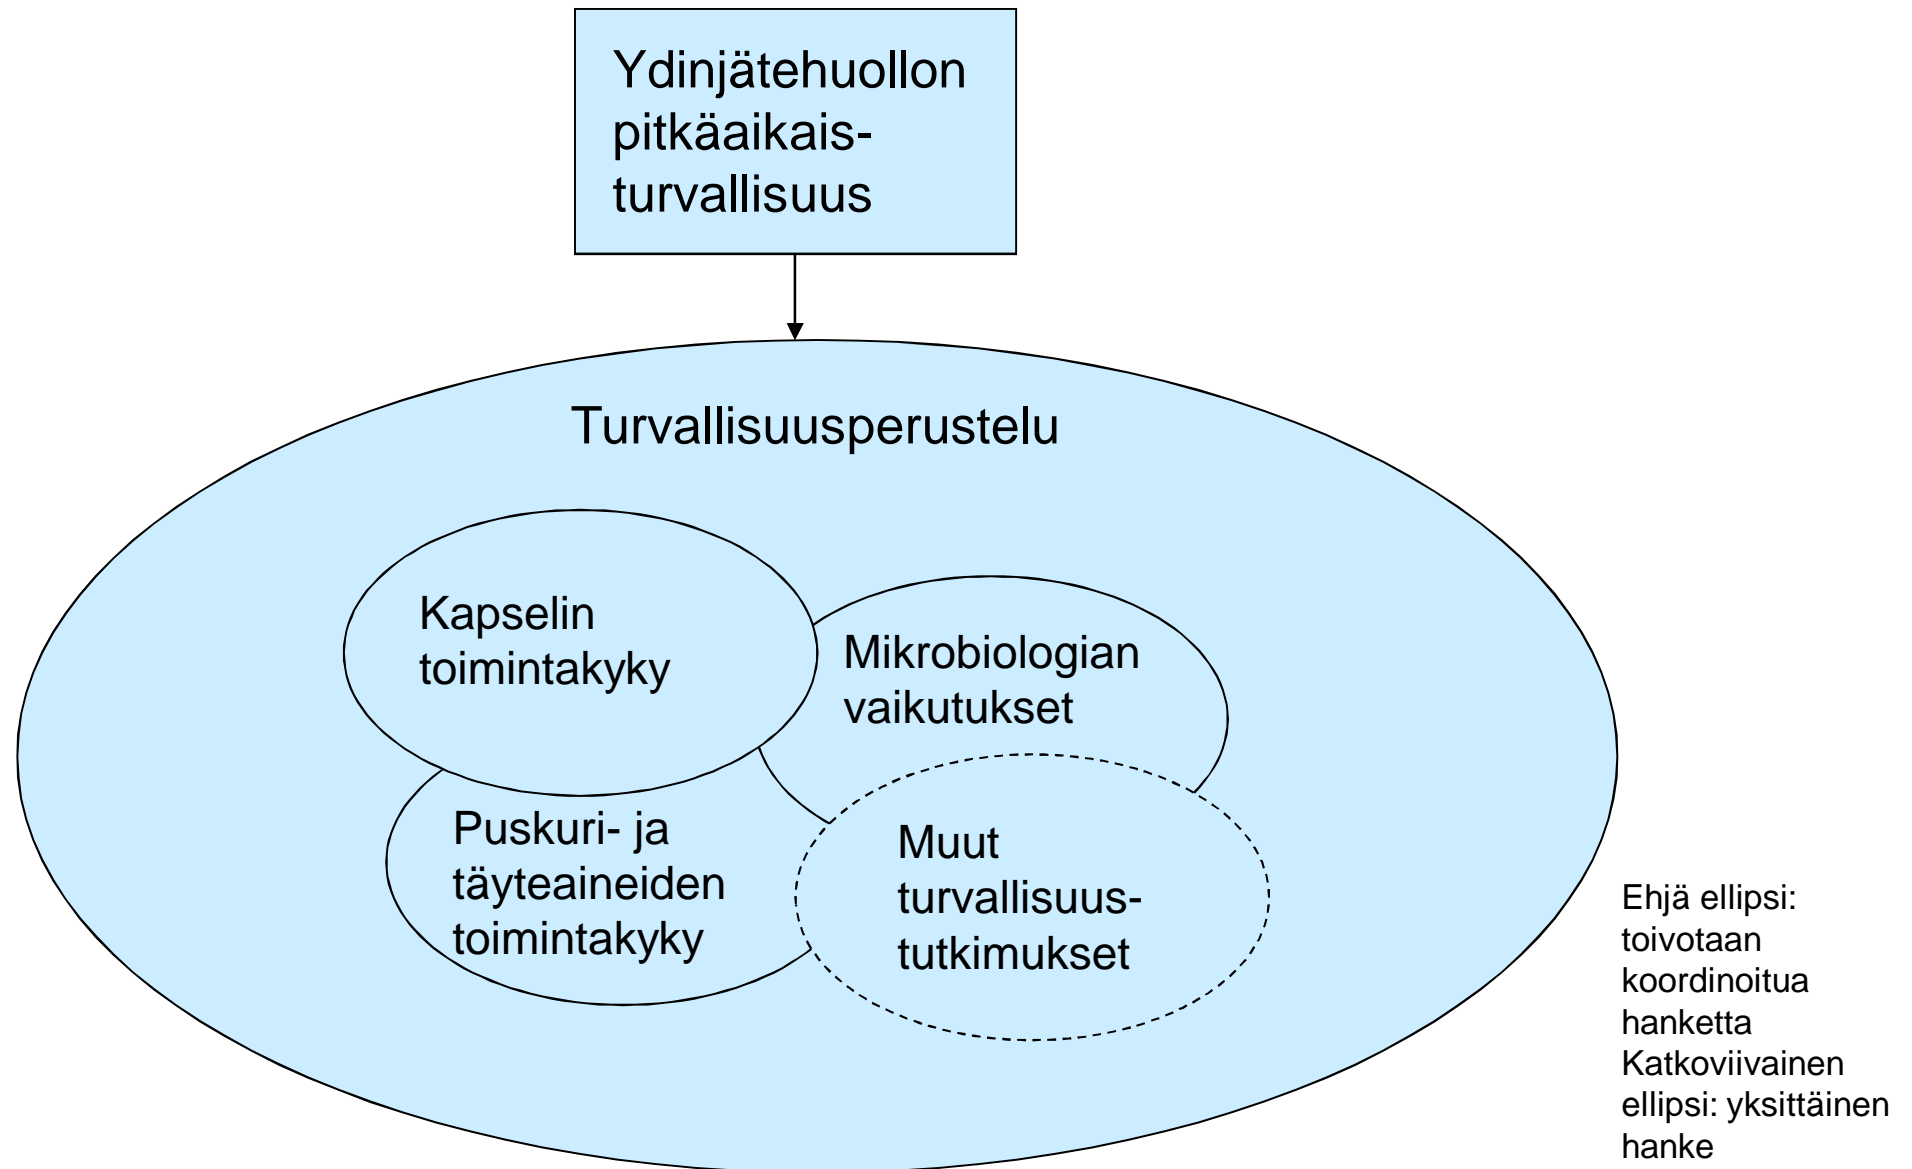 Ydinjätehuollon
pitkäaikais-
turvallisuus
Turvallisuusperustelu
Kapselin
toimintakyky
Mikrobiologian
vaikutukset
Puskuri- ja
täyteaineiden
toimintakyky
Muut
turvallisuus-
tutkimukset
Ehjä ellipsi:
toivotaan
koordinoitua
hanketta
Katkoviivainen
ellipsi: yksittäinen
hanke